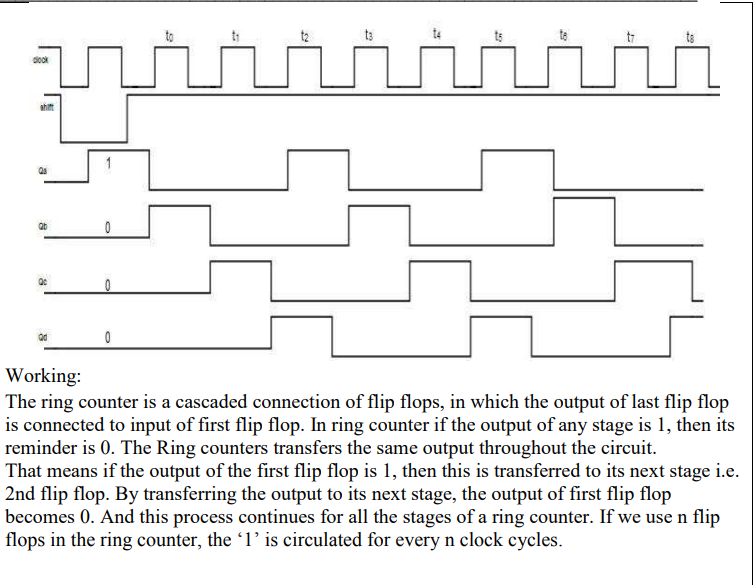 t0 t1 t2 t3 t4 t5 t6 t7 t8
clock
shift
Qa 1
Qb 0
Qc 0
Qd 0
Working:
The ring counter is a cascaded connection of flip flops, in which the output of last flip flop
is connected to input of first flip flop. In ring counter if the output of any stage is 1, then its
reminder is 0. The Ring counters transfers the same output throughout the circuit.
That means if the output of the first flip flop is 1, then this is transferred to its next stage i.e.
2nd flip flop. By transferring the output to its next stage, the output of first flip flop
becomes 0. And this process continues for all the stages of a ring counter. If we use n flip
flops in the ring counter, the ‘1’ is circulated for every n clock cycles.